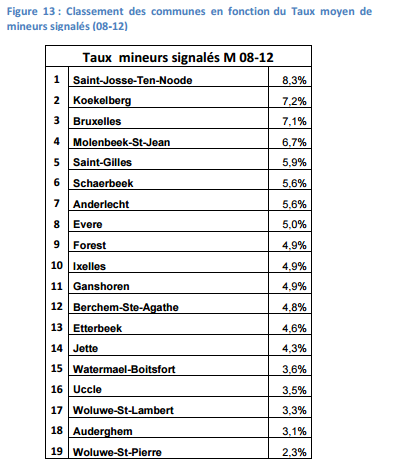 Figure 13 : Classement des communes en fonction du Taux moyen de
mineurs signalés (08-12)
Taux mineurs signalés M 08-12
1 Saint-Josse-Ten-Noode 8,3%
2 Koekelberg 7,2%
3 Bruxelles 7,1%
4 Molenbeek-St-Jean 6,7%
5 Saint-Gilles 5,9%
6 Schaerbeek 5,6%
7 Anderlecht 5,6%
8 Evere 5,0%
9 Forest 4,9%
10 Ixelles 4,9%
11 Ganshoren 4,9%
12 Berchem-Ste-Agathe 4,8%
13 Etterbeek 4,6%
14 Jette 4,3%
15 Watermael-Boitsfort 3,6%
16 Uccle 3,5%
17 Woluwe-St-Lambert 3,3%
18 Auderghem 3,1%
19 Woluwe-St-Pierre 2,3%